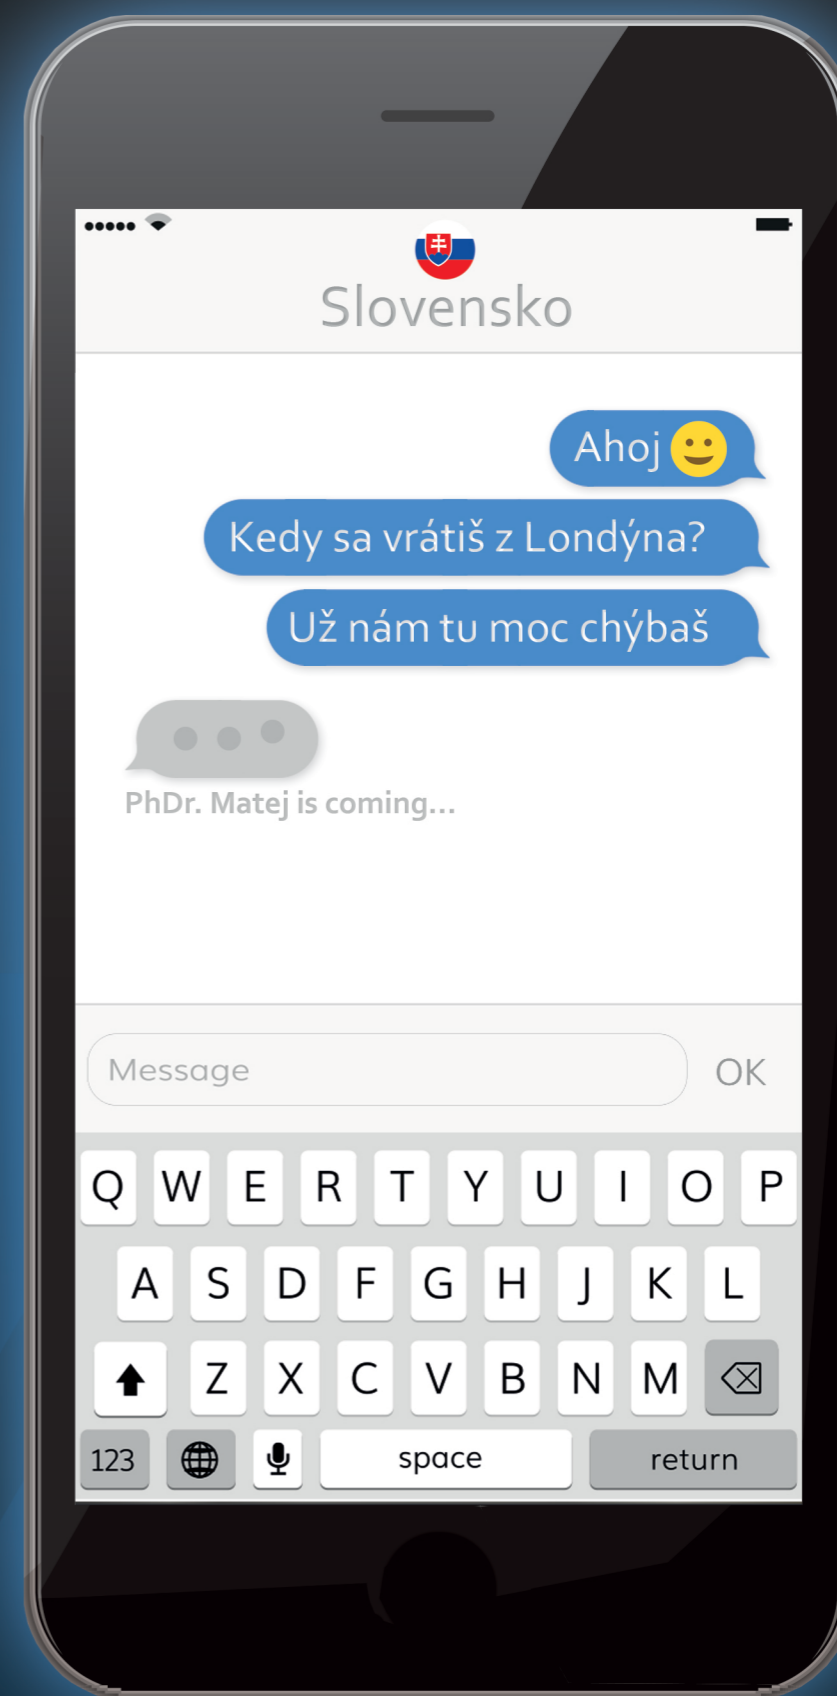 Slovensko
Ahoj
Kedy sa vrátiš z Londýna?
Už nám tu moc chýbaš
PhDr. Matej is coming...
Message OK
Q W E R T Y U I O P
A S D F G H J K L
Z X C V B N M
123 space return